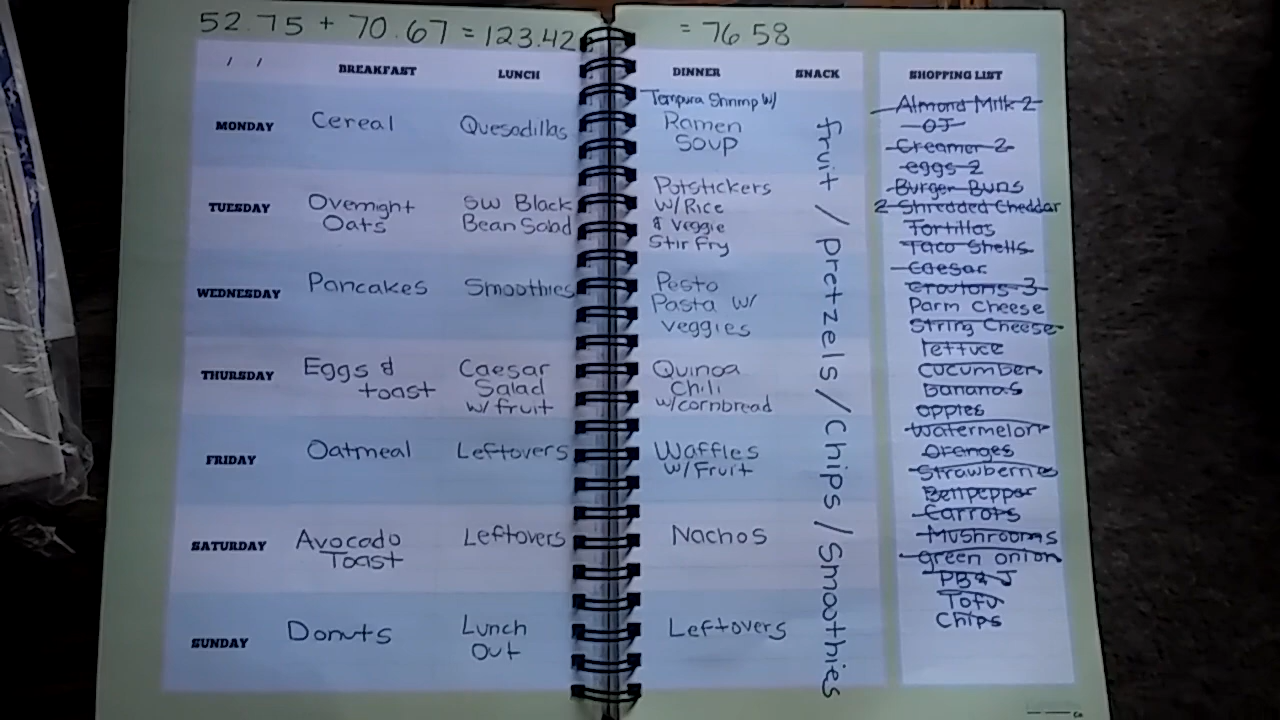 52.75 + 70.67 = 123.42 = 76 58
BREAKFAST LUNCH DINNER SNACK SHOPPING LIST
MONDAY
Cereal
Quesadillas
Tempura Shrimp W/
Ramen
Soup
TUESDAY
Overnight
Oats
SW Black
Bean Salad
Potstickers
W/ Rice
& Veggie
Stir Fry
WEDNESDAY
Pancakes
Smoothies
Pesto
Pasta w/
veggies
THURSDAY
Eggs &
toast
Caesar
Salad
w/ fruit
Quinoa
Chili
w/cornbread
FRIDAY
Oatmeal
Leftovers
Waffles
w/ Fruit
SATURDAY
Avocado
Toast
Leftovers
Nachos
SUNDAY
Donuts
Lunch
Out
Leftovers
fruit / pretzels / chips / smoothies
Almond Milk 2
OJ
Creamer 2
eggs 2
Burger Buns
2 Shredded Cheddar
Tortillas
Taco Shells
Caesar
Croutons 3
Parm Cheese
String Cheese
lettuce
cucumber
Bananas
apples
Watermelon
Oranges
Strawberries
Bellpepper
Carrots
Mushrooms
green onion
PB & J
Tofu
Chips